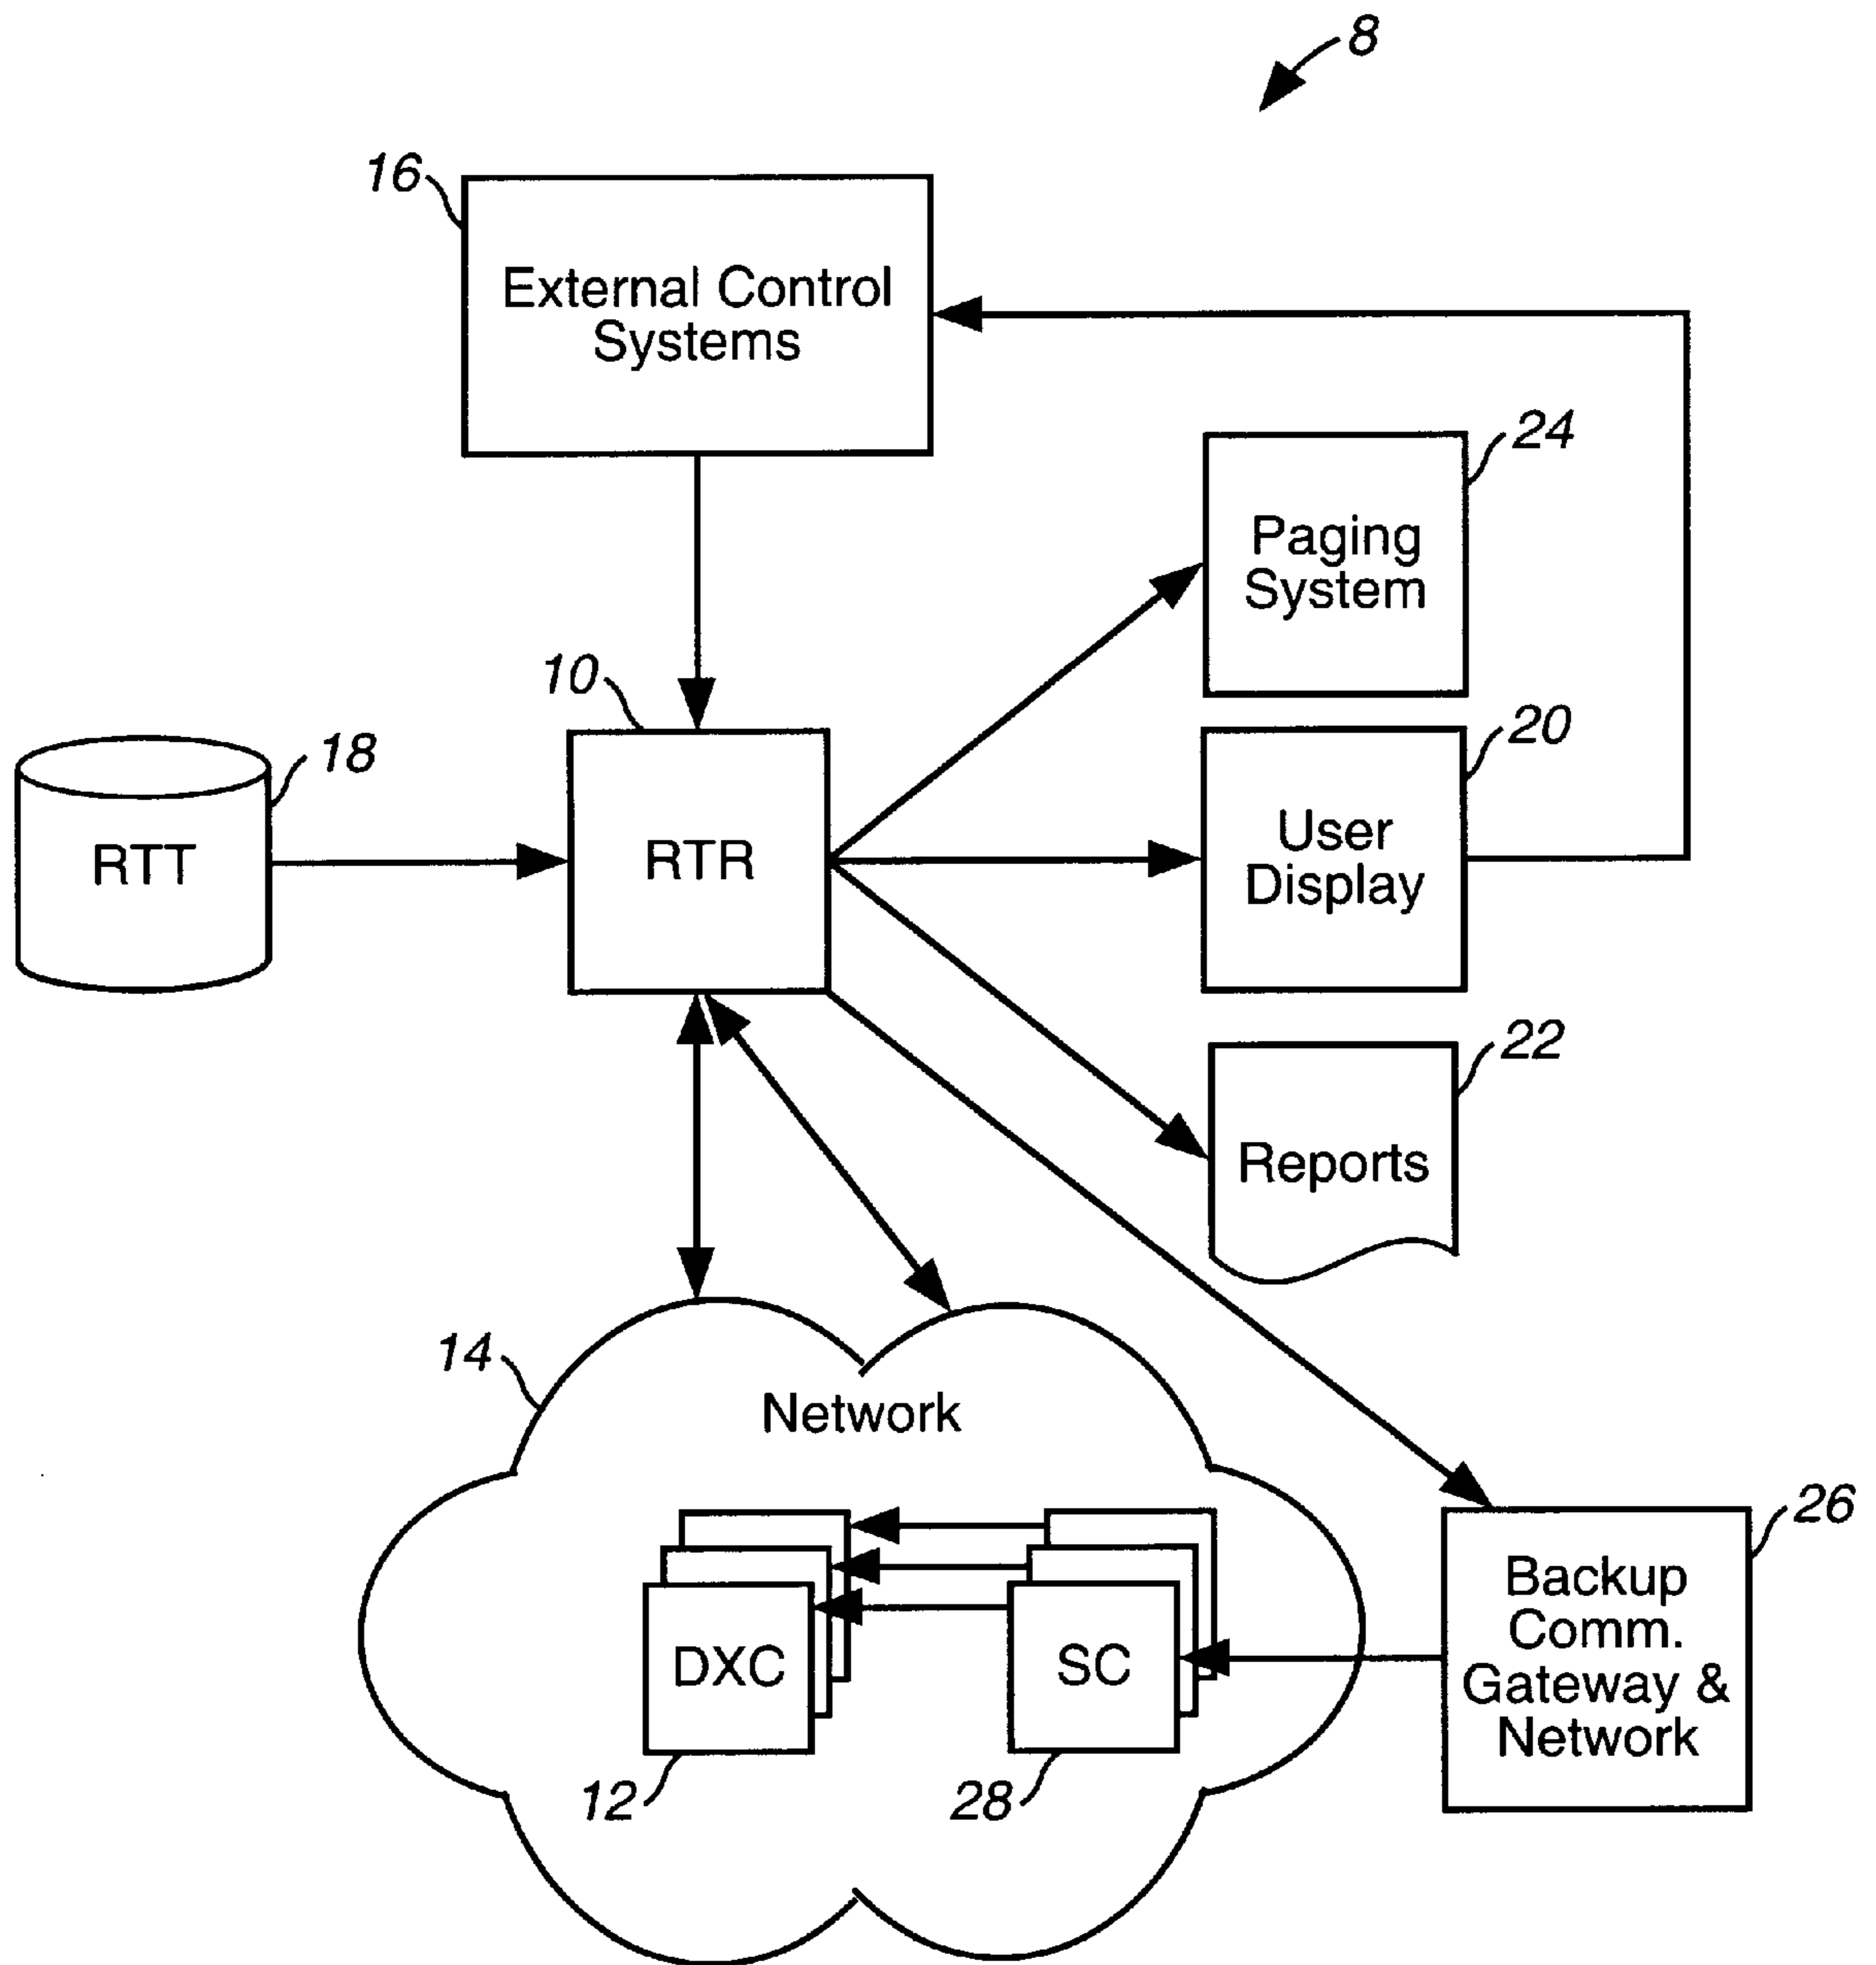 8
16
External Control
Systems
24
Paging
System
10
18
RTT
RTR
20
User
Display
22
Reports
14
Network
26
Backup
Comm.
Gateway &
Network
DXC
SC
12
28